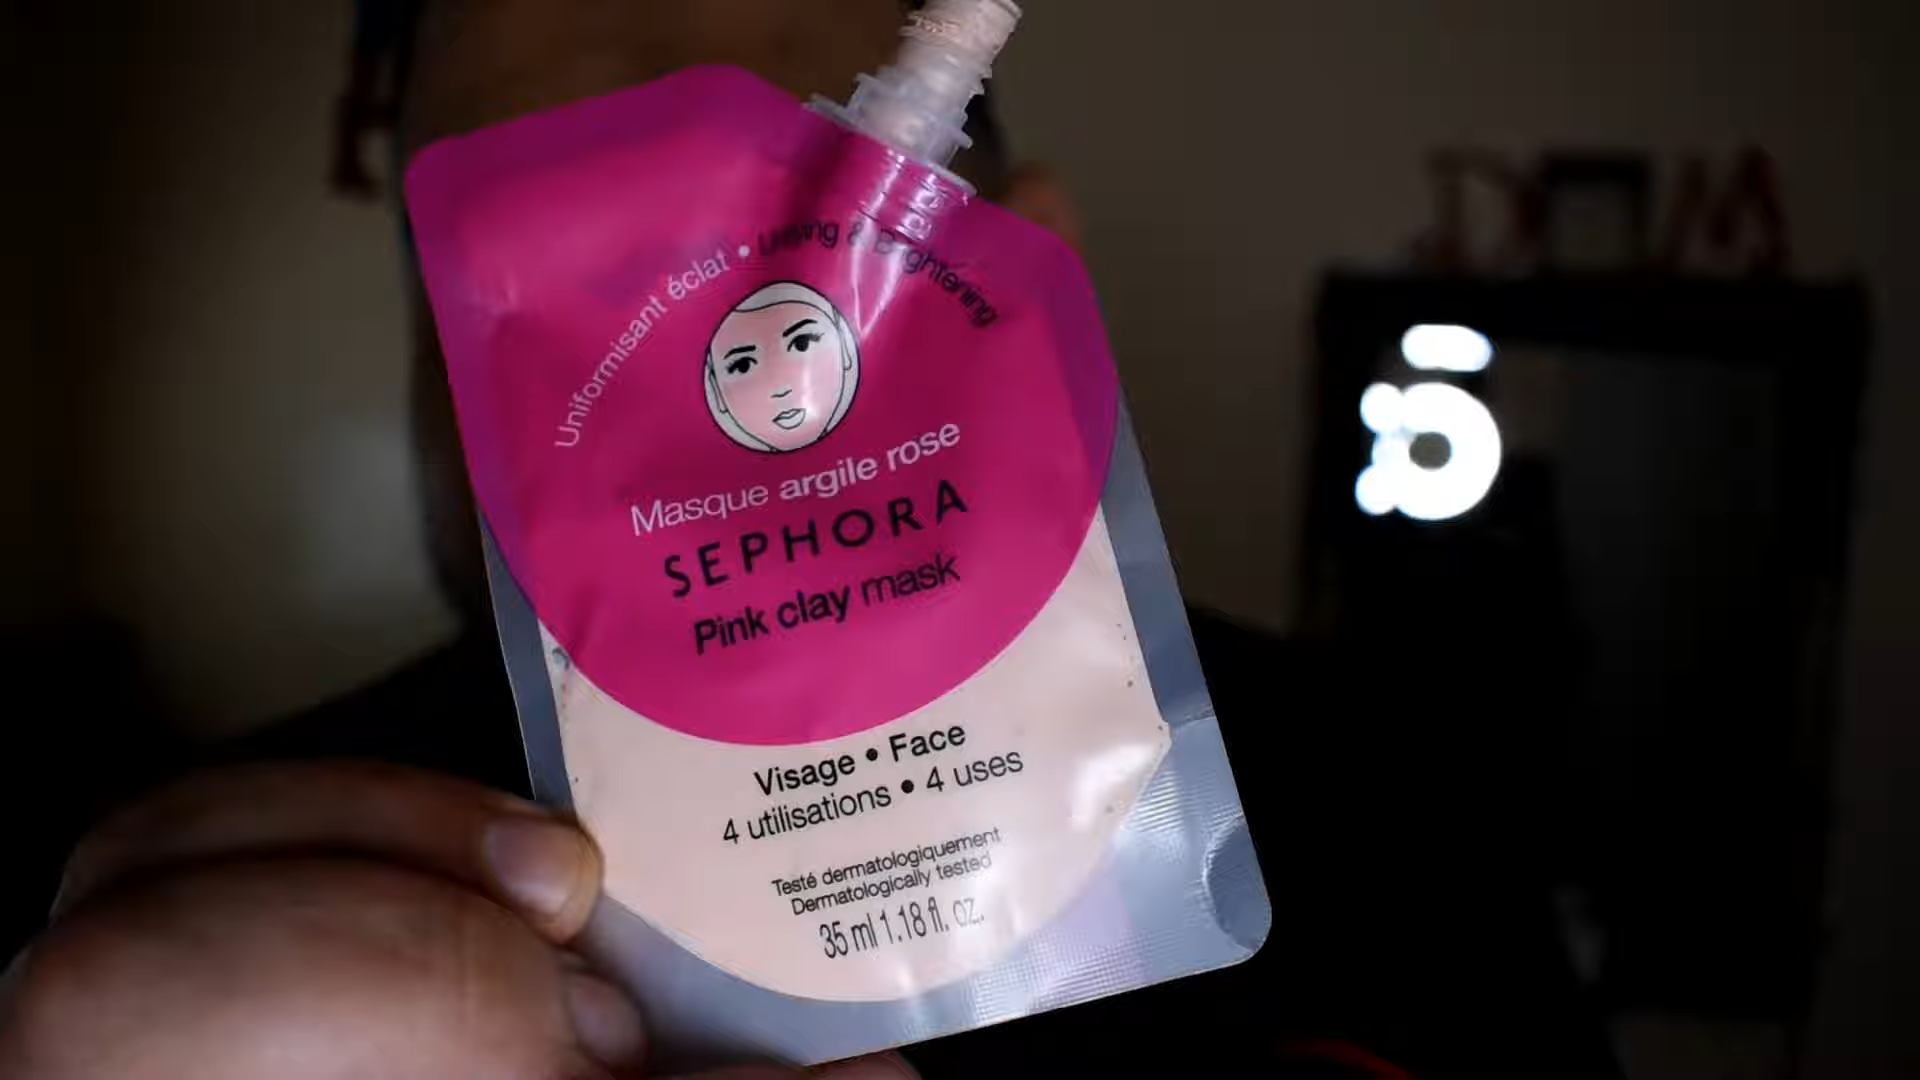 Uniformisant éclat • Unifying & Brightening
Masque argile rose
SEPHORA
Pink clay mask
Visage • Face
4 utilisations • 4 uses
Testé dermatologiquement
Dermatologically tested
35 ml 1.18 fl. oz.